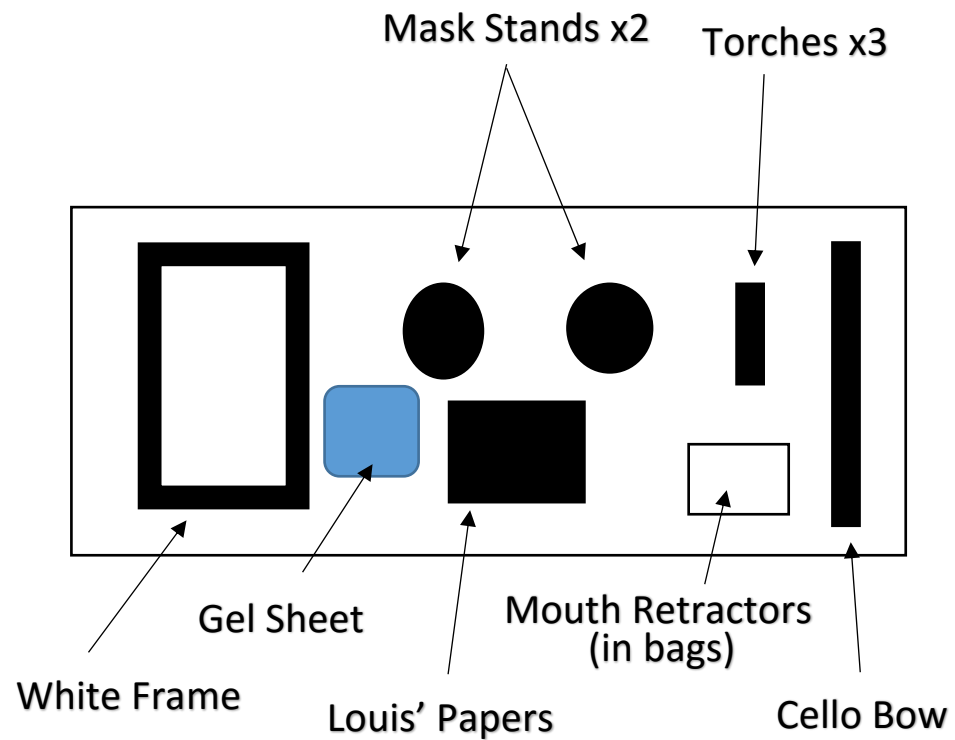 Mask Stands x2
Torches x3
Gel Sheet
Mouth Retractors
(in bags)
White Frame
Louis’ Papers
Cello Bow